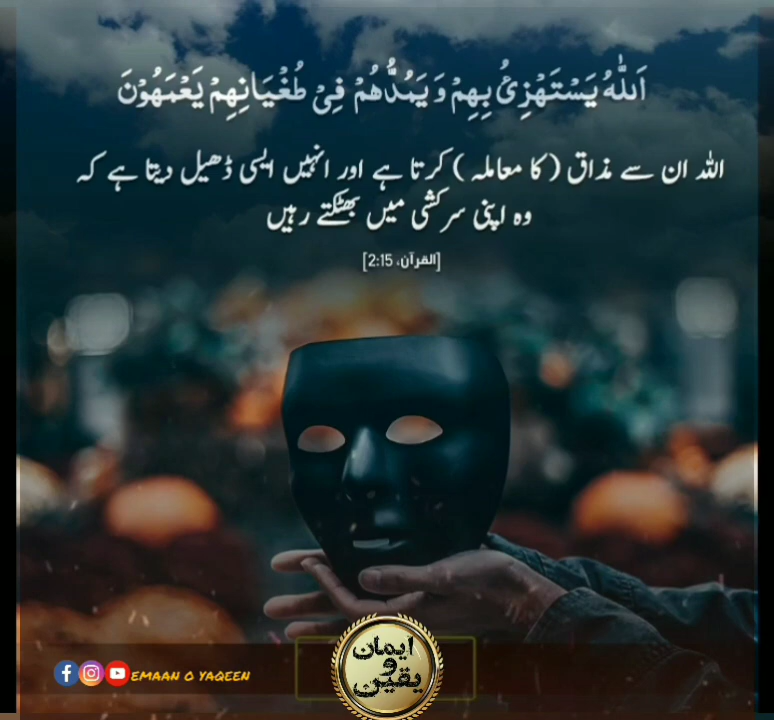 اَللّٰهُ يَسۡتَهۡزِئُ بِهِمۡ وَ يَمُدُّهُمۡ فِىۡ طُغۡيَانِهِمۡ يَعۡمَهُوۡنَ
اللہ ان سے مذاق (کا معاملہ) کرتا ہے اور انہیں ایسی ڈھیل دیتا ہے کہ
وہ اپنی سرکشی میں بھٹکتے رہیں
[القرآن، 2:15]
EMAAN O YAQEEN
ایمان
و
یقین